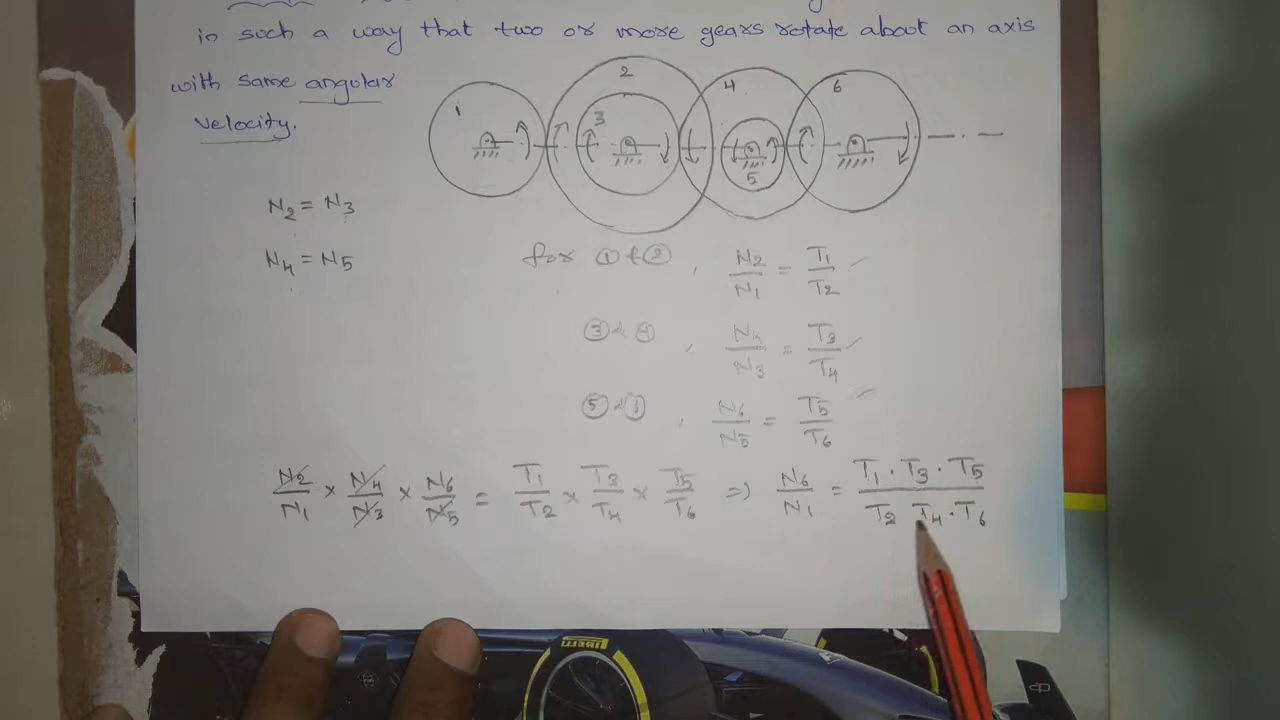 in such a way that two or more gears rotate about an axis
with same angular
velocity.
1 2 3 4 5 6
N2 = N3
N4 = N5
for ① & ②, N2/N1 = T1/T2
③ & ④, N4/N3 = T3/T4
⑤ & ⑥, N6/N5 = T5/T6
N2/N1 × N4/N3 × N6/N5 = T1/T2 × T3/T4 × T5/T6 => N6/N1 = T1 · T3 · T5 / T2 · T4 · T6
PIRELLI